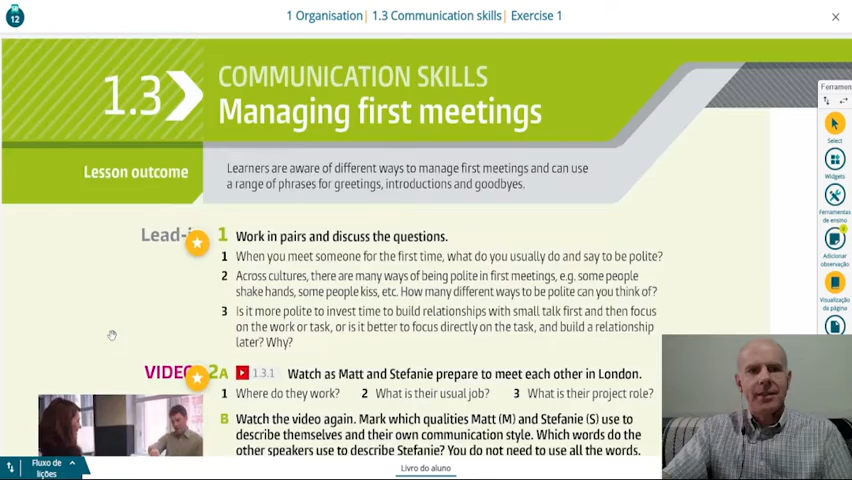 12
1 Organisation| 1.3 Communication skills| Exercise 1
1.3 COMMUNICATION SKILLS
Managing first meetings
Lesson outcome
Learners are aware of different ways to manage first meetings and can use
a range of phrases for greetings, introductions and goodbyes.
Lead-i
1 Work in pairs and discuss the questions.
1 When you meet someone for the first time, what do you usually do and say to be polite?
2 Across cultures, there are many ways of being polite in first meetings, e.g. some people
shake hands, some people kiss, etc. How many different ways to be polite can you think of?
3 Is it more polite to invest time to build relationships with small talk first and then focus
on the work or task, or is it better to focus directly on the task, and build a relationship
later? Why?
VIDEO 2A 1.3.1 Watch as Matt and Stefanie prepare to meet each other in London.
1 Where do they work? 2 What is their usual job? 3 What is their project role?
B Watch the video again. Mark which qualities Matt (M) and Stefanie (S) use to
describe themselves and their own communication style. Which words do the
other speakers use to describe Stefanie? You do not need to use all the words.
Ferramen
Select
Widgets
Ferramentas
de ensino
Adicionar
observação
Visualização
da página
Fluxo de
lições
Livro do aluno